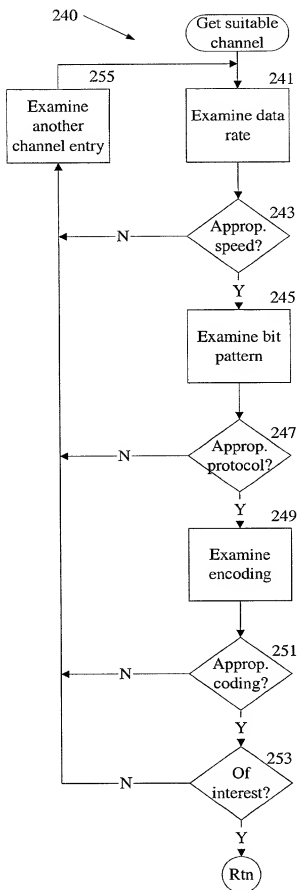 240
Get suitable
channel
255
241
Examine
another
channel entry
Examine data
rate
243
Approp.
speed?
N
Y
245
Examine bit
pattern
247
Approp.
protocol?
N
Y
249
Examine
encoding
251
Approp.
coding?
N
Y
253
Of
interest?
N
Y
Rtn